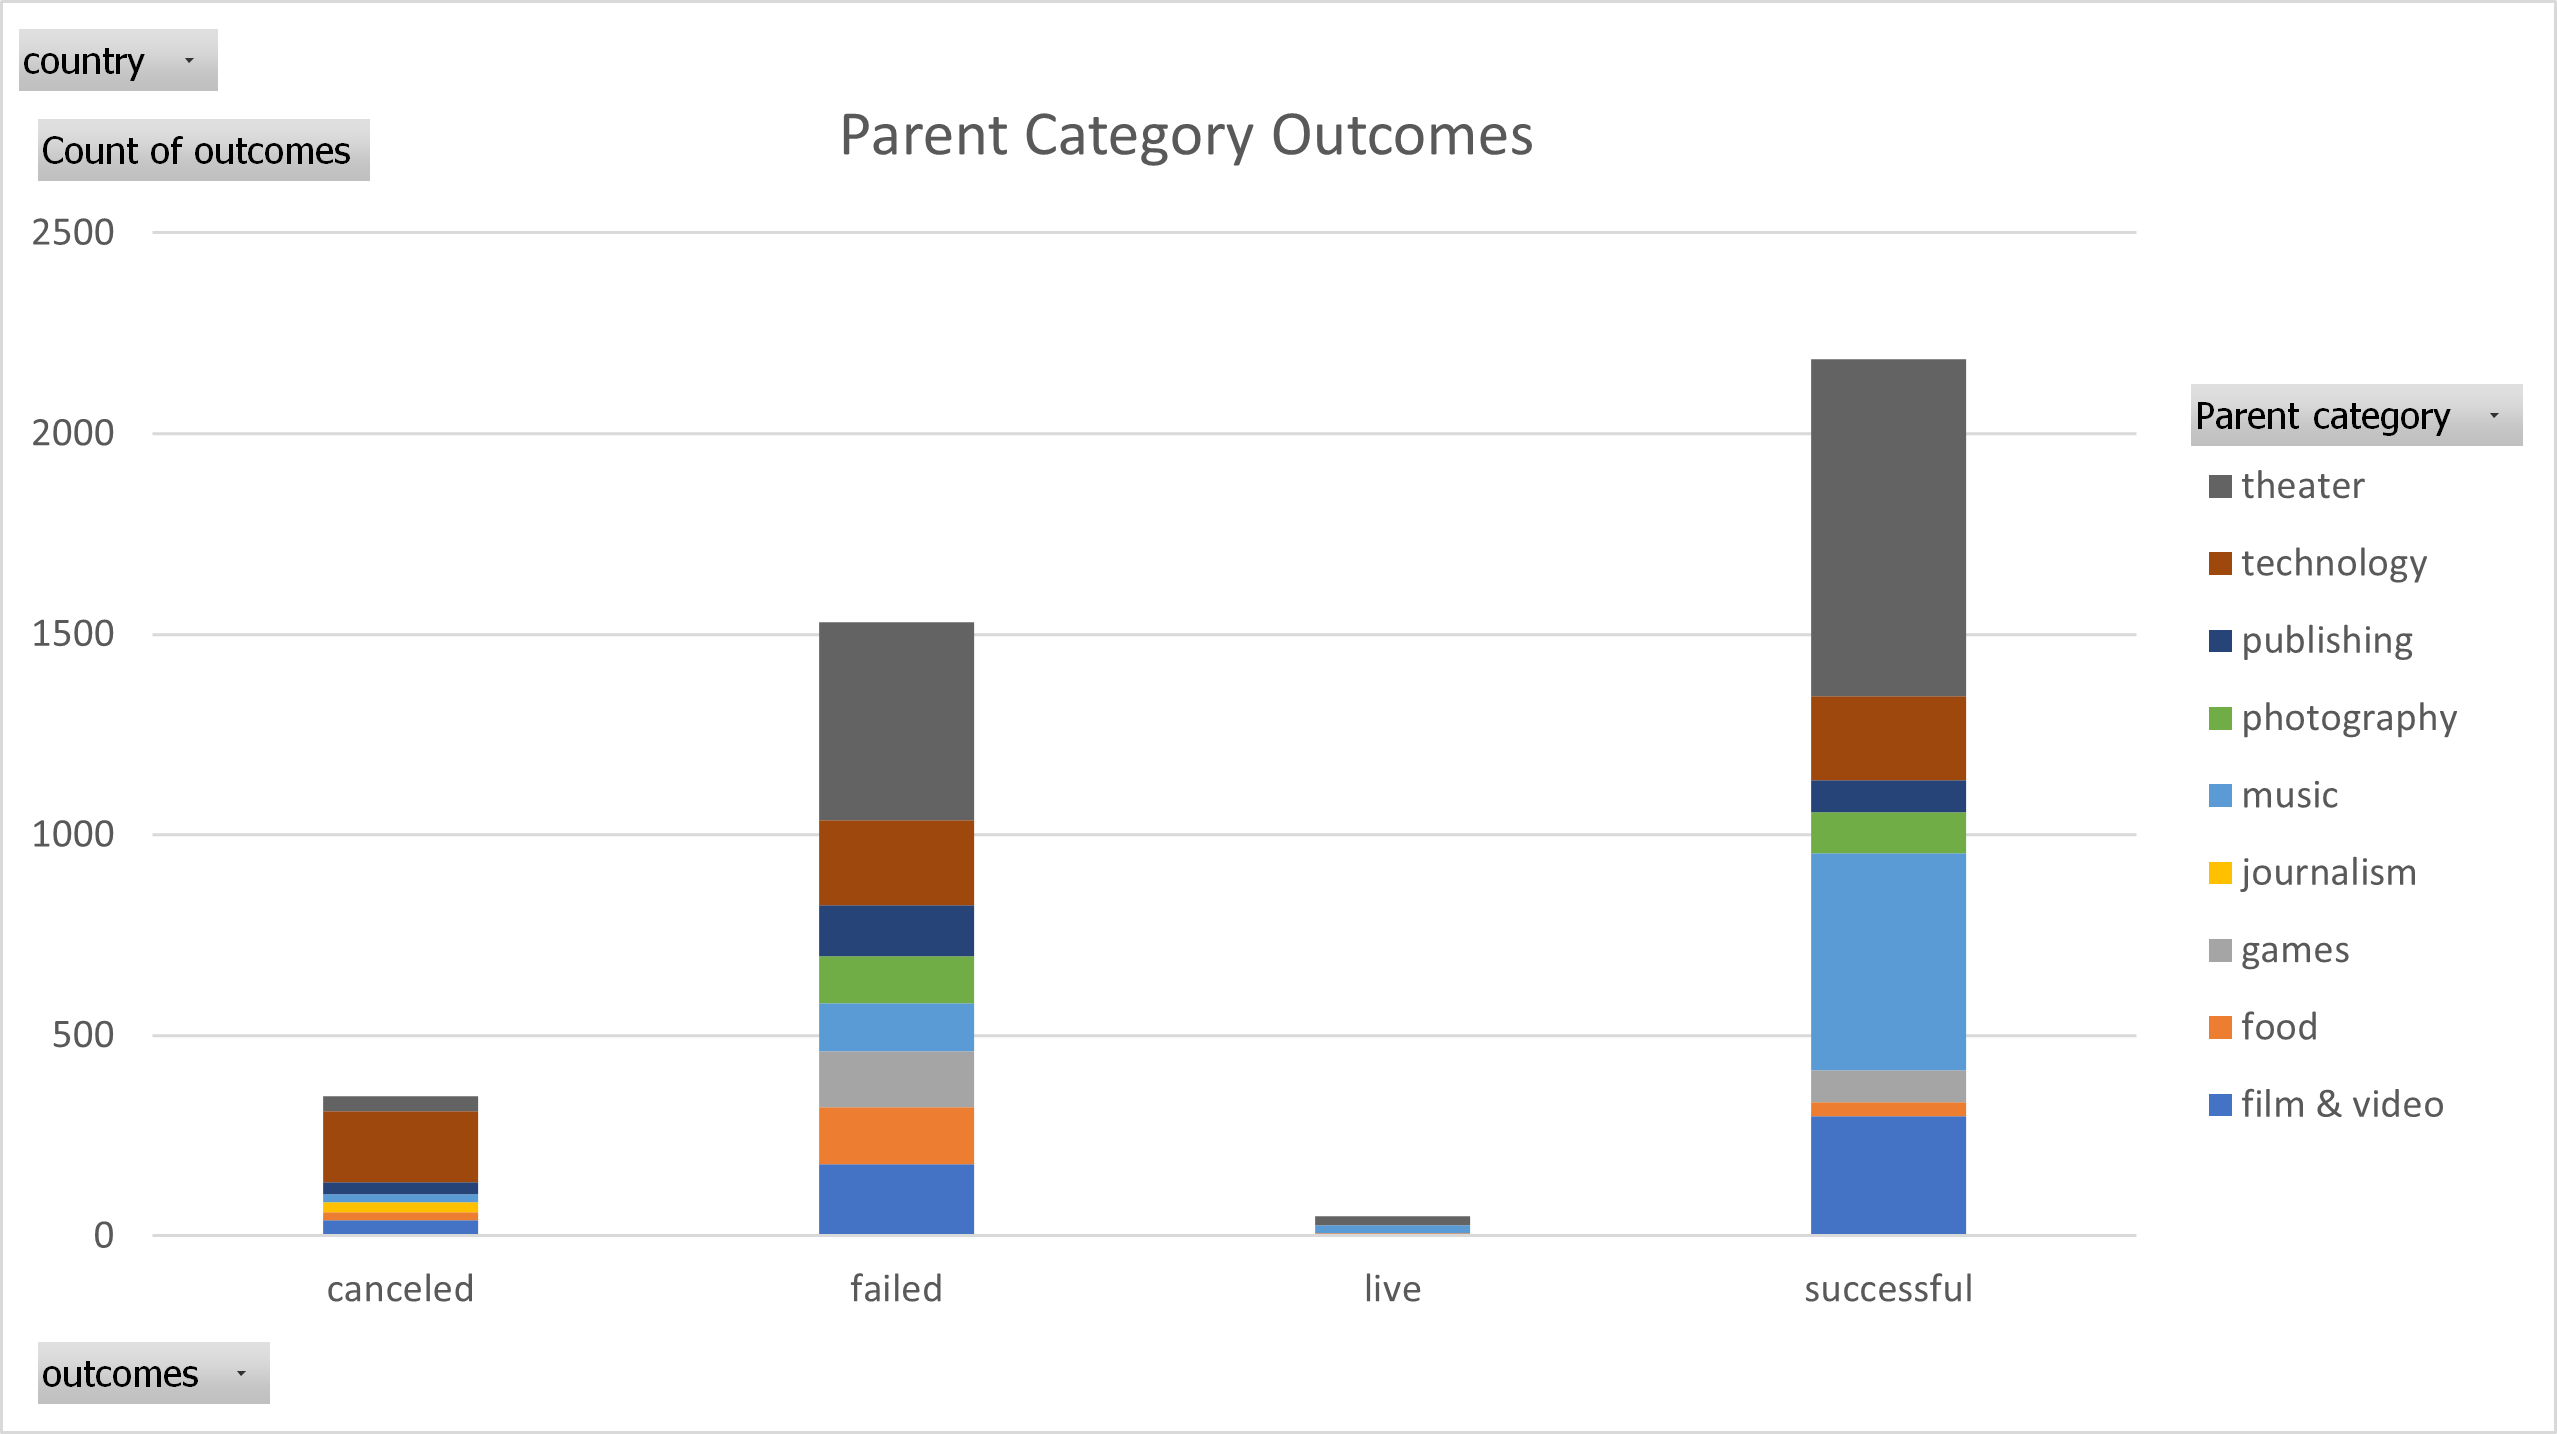 country
Count of outcomes
Parent Category Outcomes
2500
2000
1500
1000
500
0
canceled
failed
live
successful
Parent category
theater
technology
publishing
photography
music
journalism
games
food
film & video
outcomes